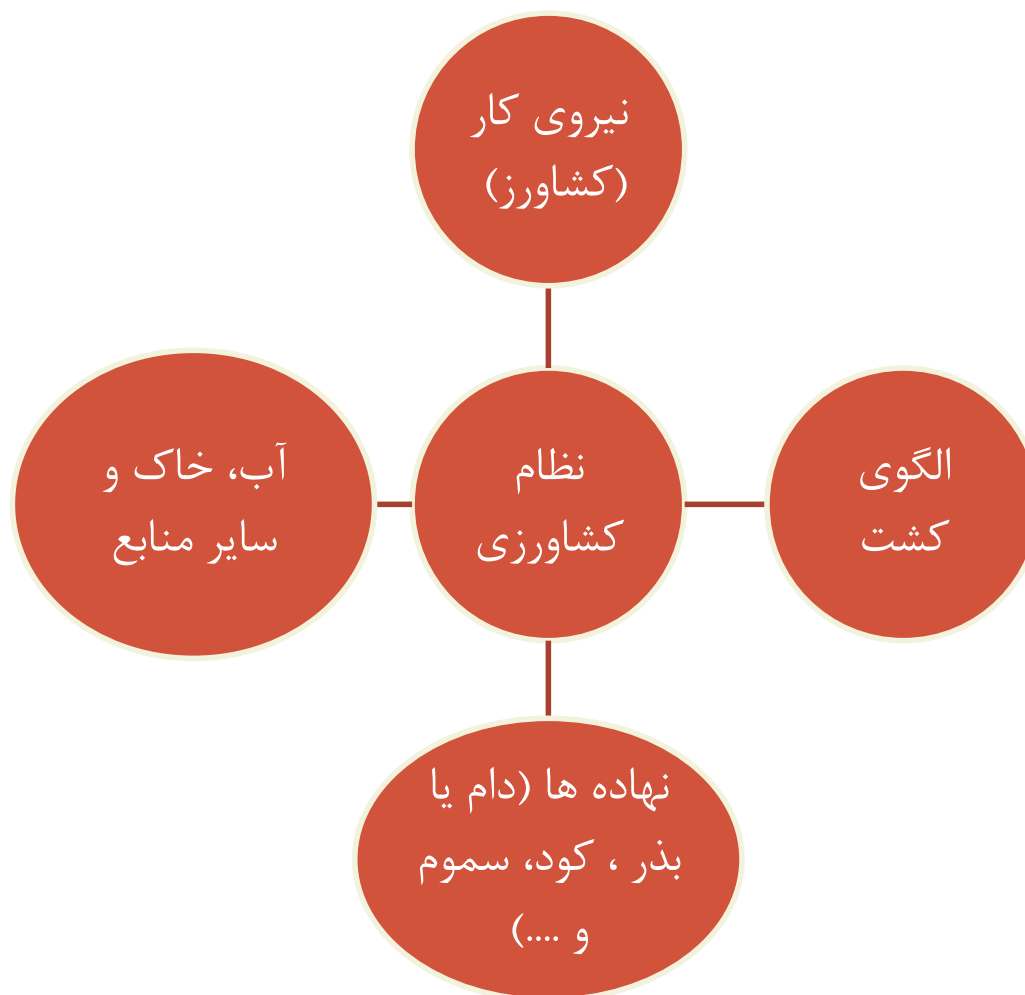 نیروی کار
(کشاورز)
الگوی
کشت
نظام
کشاورزی
آب، خاک و
سایر منابع
نهاده ها (دام یا
بذر ، کود، سموم
و ....)